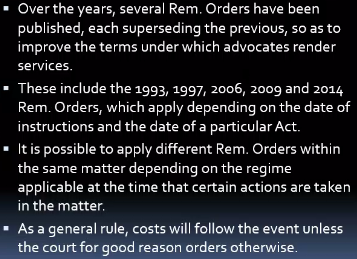 ▪ Over the years, several Rem. Orders have been
published, each superseding the previous, so as to
improve the terms under which advocates render
services.
▪ These include the 1993, 1997, 2006, 2009 and 2014
Rem. Orders, which apply depending on the date of
instructions and the date of a particular Act.
▪ It is possible to apply different Rem. Orders within
the same matter depending on the regime
applicable at the time that certain actions are taken
in the matter.
▪ As a general rule, costs will follow the event unless
the court for good reason orders otherwise.